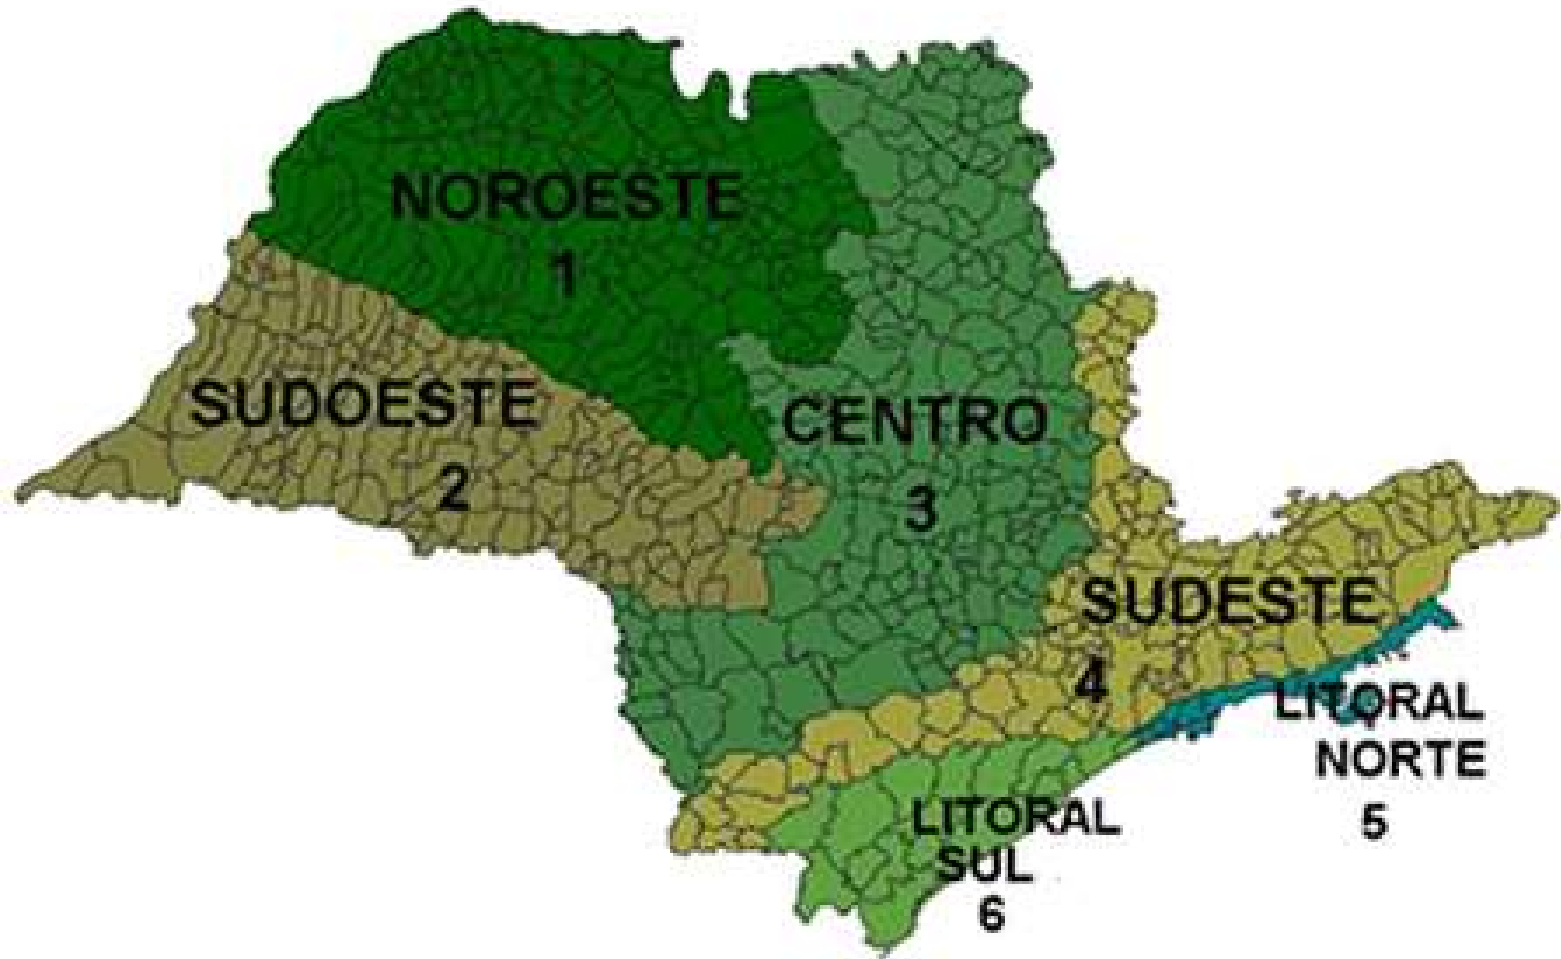 NOROESTE
1
SUDOESTE
2
CENTRO
3
SUDESTE
4
LITORAL
NORTE
5
LITORAL
SUL
6